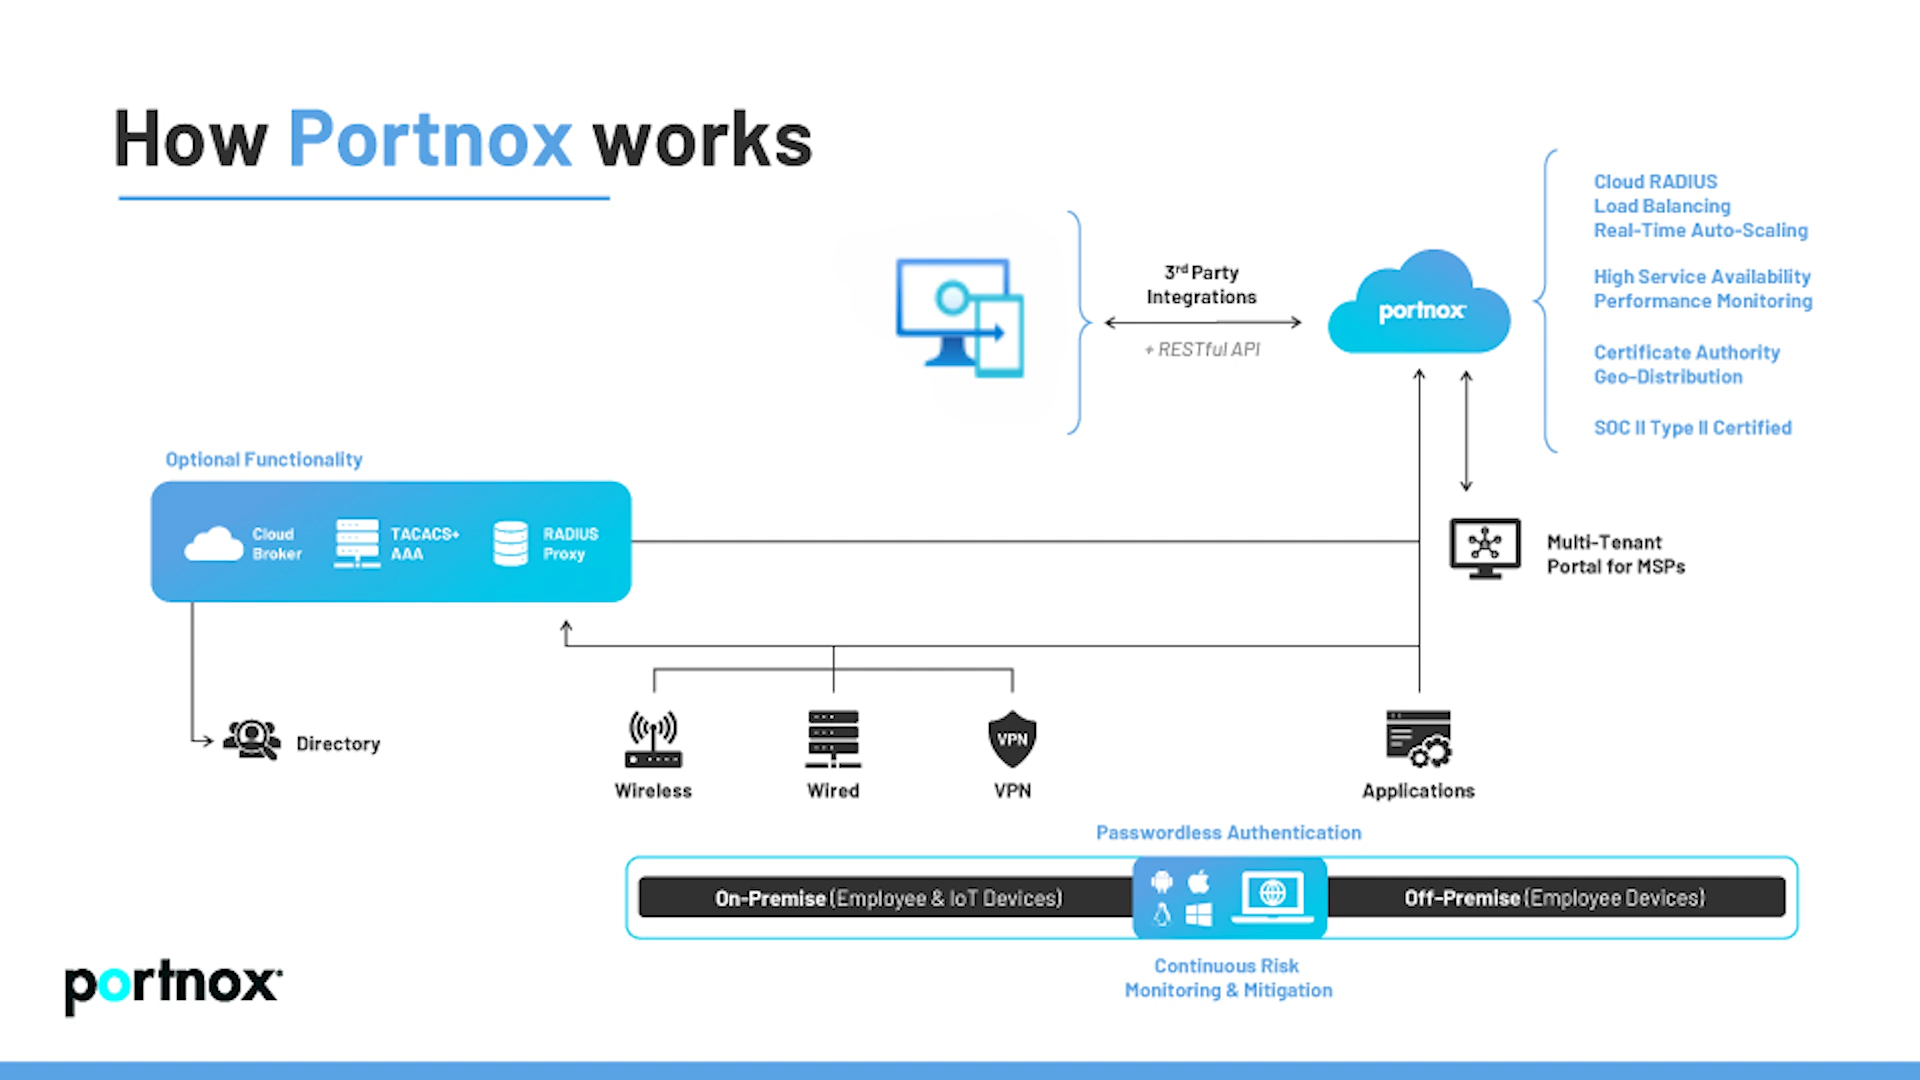 How Portnox works
Cloud RADIUS
Load Balancing
Real-Time Auto-Scaling
High Service Availability
Performance Monitoring
Certificate Authority
Geo-Distribution
SOC II Type II Certified
3rd Party
Integrations
+ RESTful API
portnox
Optional Functionality
Cloud
Broker
TACACS+
AAA
RADIUS
Proxy
Multi-Tenant
Portal for MSPs
Directory
Wireless
Wired
VPN
VPN
Applications
Passwordless Authentication
On-Premise (Employee & IoT Devices)
Off-Premise (Employee Devices)
Continuous Risk
Monitoring & Mitigation
portnox